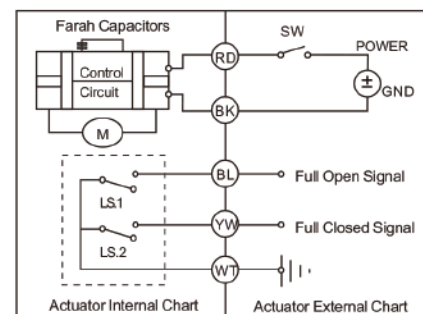 Farah Capacitors
SW
POWER
RD
Control
Circuit
±
GND
BK
M
BL
Full Open Signal
LS.1
YW
Full Closed Signal
LS.2
WT
Actuator Internal Chart
Actuator External Chart